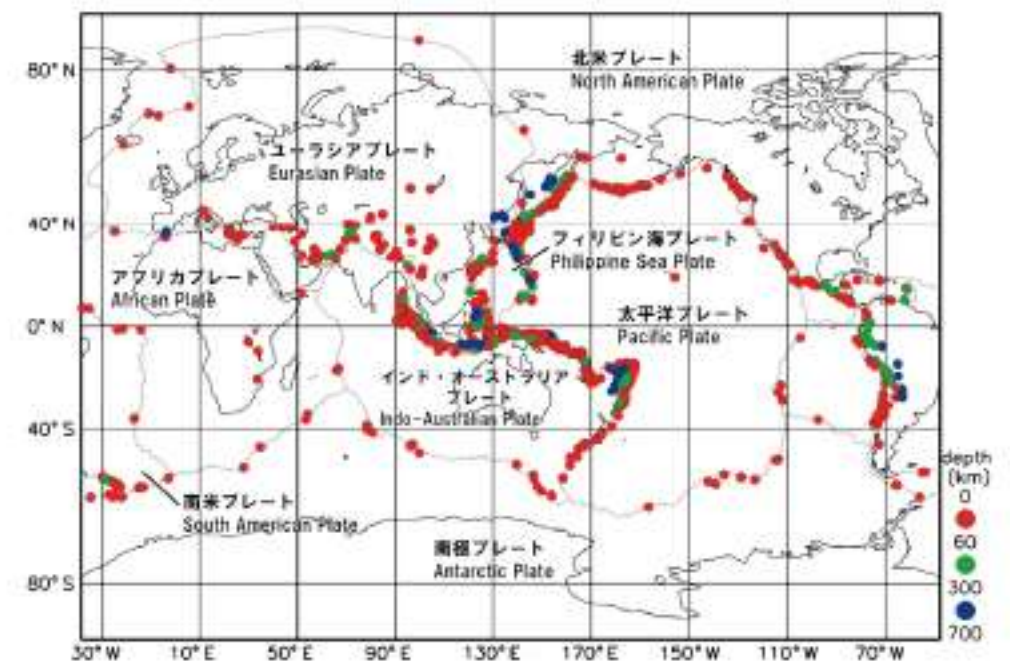 80° N
40° N
0° N
40° S
80° S
北米プレート
North American Plate
ユーラシアプレート
Eurasian Plate
フィリピン海プレート
Philippine Sea Plate
アフリカプレート
African Plate
太平洋プレート
Pacific Plate
インド・オーストラリア
プレート
Indo-Australian Plate
南米プレート
South American Plate
南極プレート
Antarctic Plate
depth
(km)
0
60
300
700
30° W 10° E 50° E 90° E 130° E 170° E 150° W 110° W 70° W